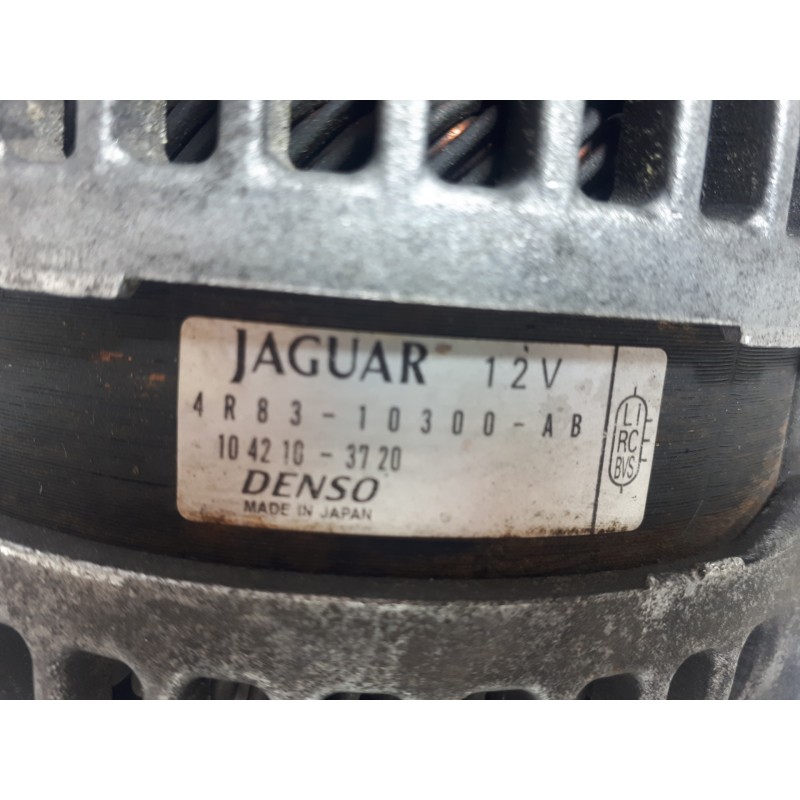 JAGUAR 12V
4R83-10300-AB
104210-3720
DENSO
MADE IN JAPAN
LI
RC
BVS